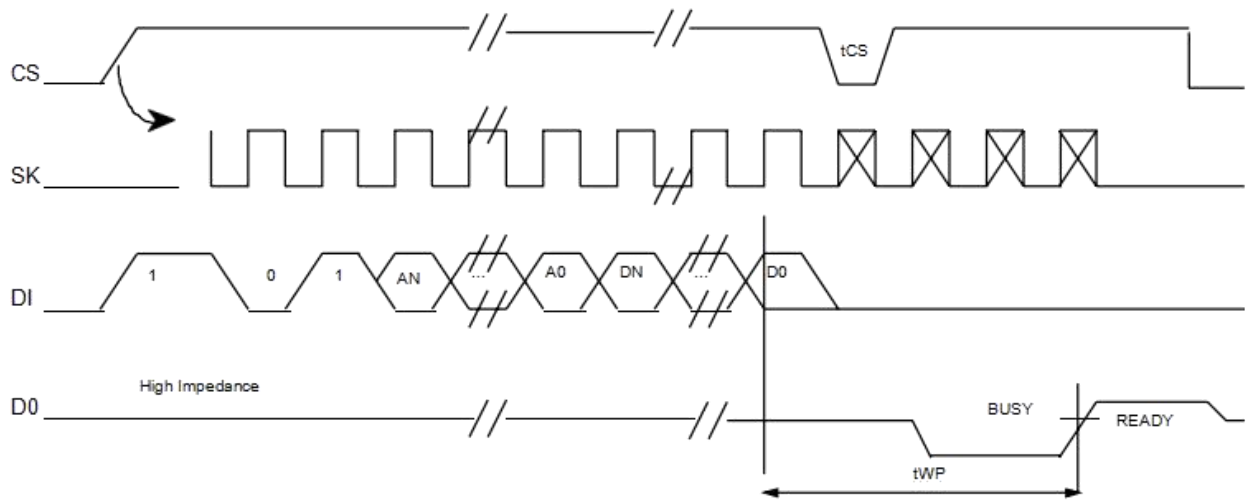 CS
tCS
SK
DI
1
0
1
AN
...
A0
DN
...
D0
D0
High Impedance
BUSY
READY
tWP